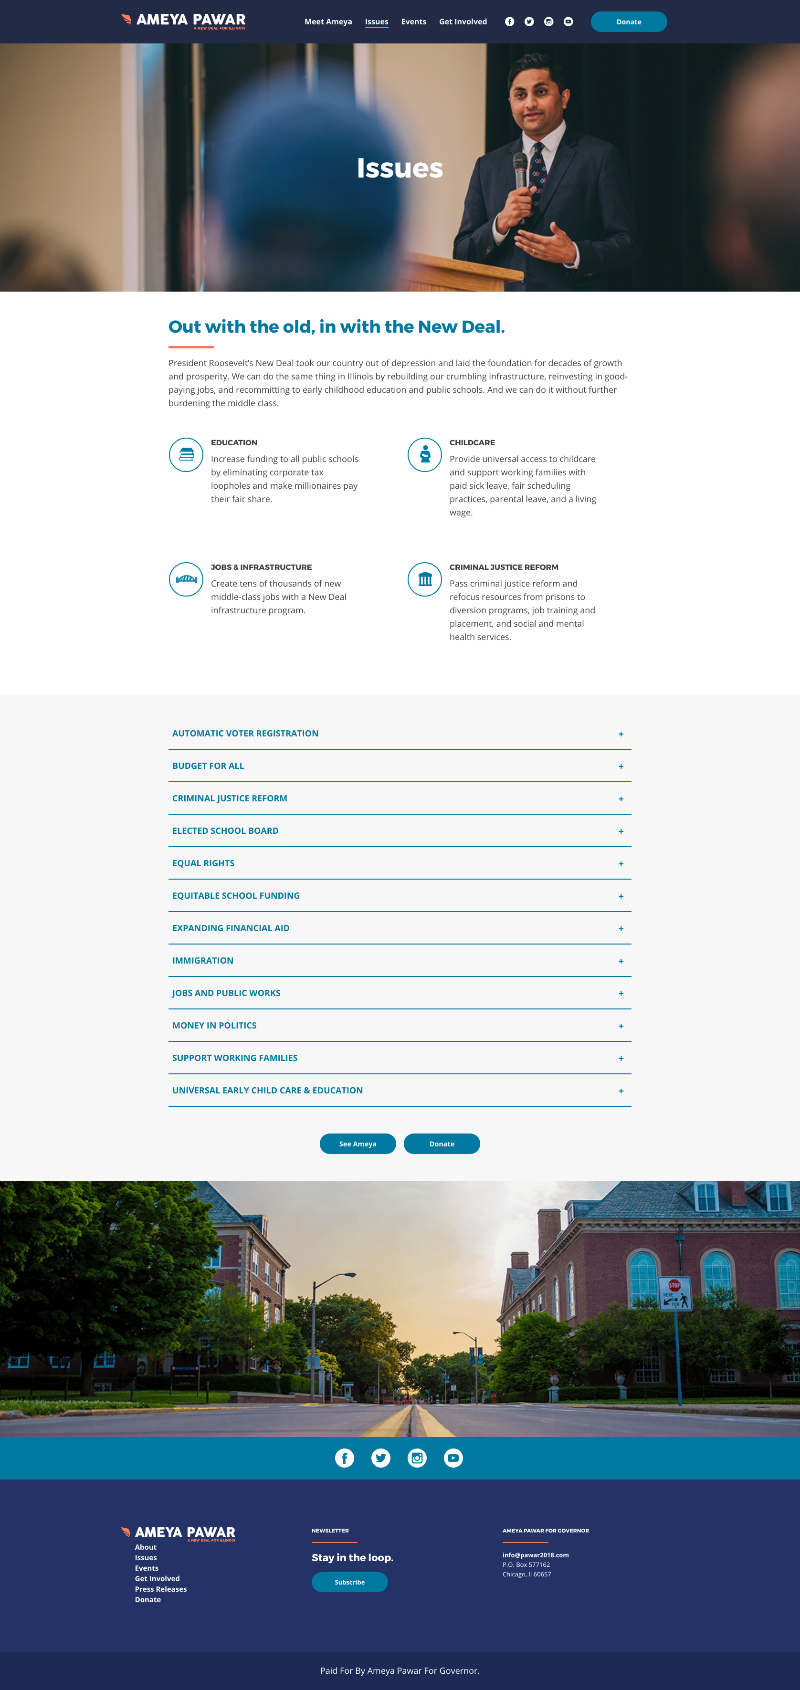 AMEYA PAWAR
A NEW DEAL FOR ILLINOIS
Meet Ameya
Issues
Events
Get Involved
Donate
Issues
Out with the old, in with the New Deal.
President Roosevelt's New Deal took our country out of depression and laid the foundation for decades of growth
and prosperity. We can do the same thing in Illinois by rebuilding our crumbling infrastructure, reinvesting in good-
paying jobs, and recommitting to early childhood education and public schools. And we can do it without further
burdening the middle class.
EDUCATION
Increase funding to all public schools
by eliminating corporate tax
loopholes and make millionaires pay
their fair share.
CHILDCARE
Provide universal access to childcare
and support working families with
paid sick leave, fair scheduling
practices, parental leave, and a living
wage.
JOBS & INFRASTRUCTURE
Create tens of thousands of new
middle-class jobs with a New Deal
infrastructure program.
CRIMINAL JUSTICE REFORM
Pass criminal justice reform and
refocus resources from prisons to
diversion programs, job training and
placement, and social and mental
health services.
AUTOMATIC VOTER REGISTRATION +
BUDGET FOR ALL +
CRIMINAL JUSTICE REFORM +
ELECTED SCHOOL BOARD +
EQUAL RIGHTS +
EQUITABLE SCHOOL FUNDING +
EXPANDING FINANCIAL AID +
IMMIGRATION +
JOBS AND PUBLIC WORKS +
MONEY IN POLITICS +
SUPPORT WORKING FAMILIES +
UNIVERSAL EARLY CHILD CARE & EDUCATION +
See Ameya
Donate
STOP
AMEYA PAWAR
A NEW DEAL FOR ILLINOIS
About
Issues
Events
Get Involved
Press Releases
Donate
NEWSLETTER
Stay in the loop.
Subscribe
AMEYA PAWAR FOR GOVERNOR
info@pawar2018.com
P.O. Box 577162
Chicago, Il 60657
Paid For By Ameya Pawar For Governor.